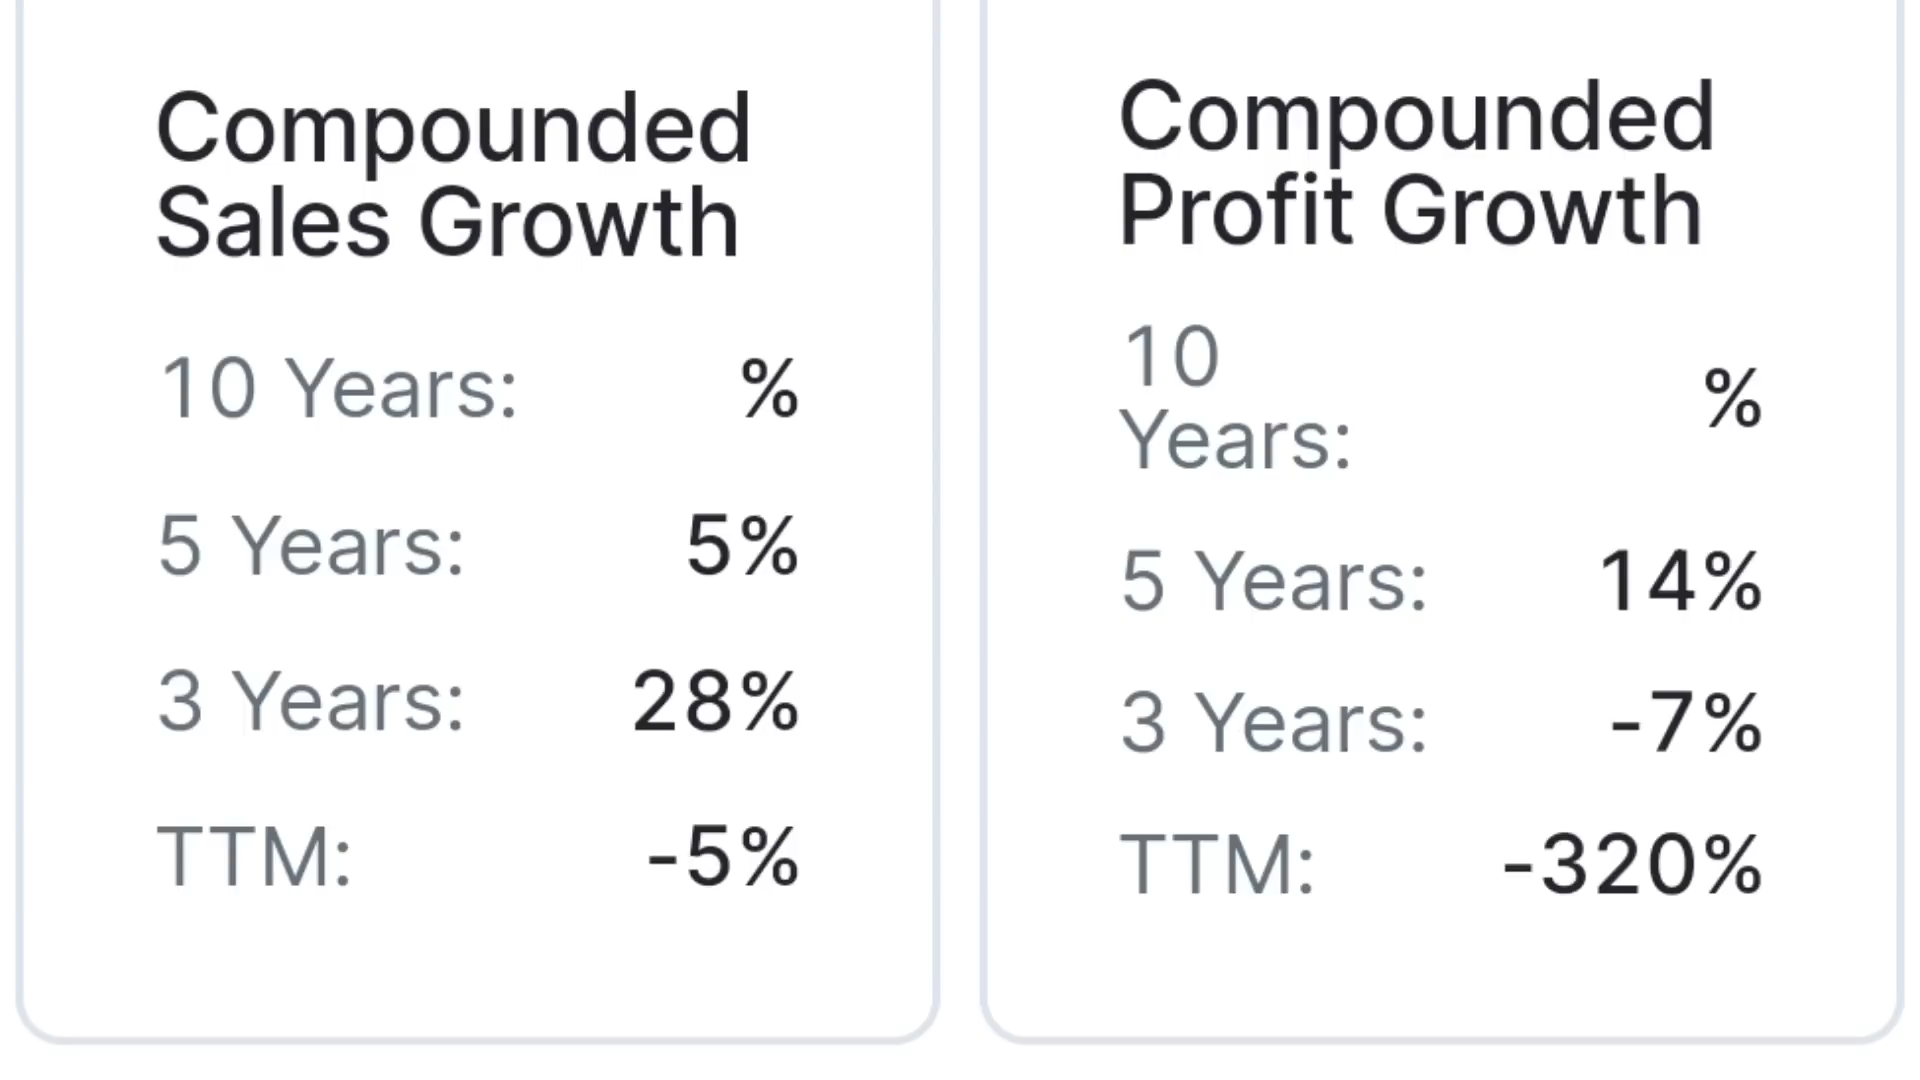 Compounded
Sales Growth
10 Years: %
5 Years: 5%
3 Years: 28%
TTM: -5%
Compounded
Profit Growth
10
Years: %
5 Years: 14%
3 Years: -7%
TTM: -320%